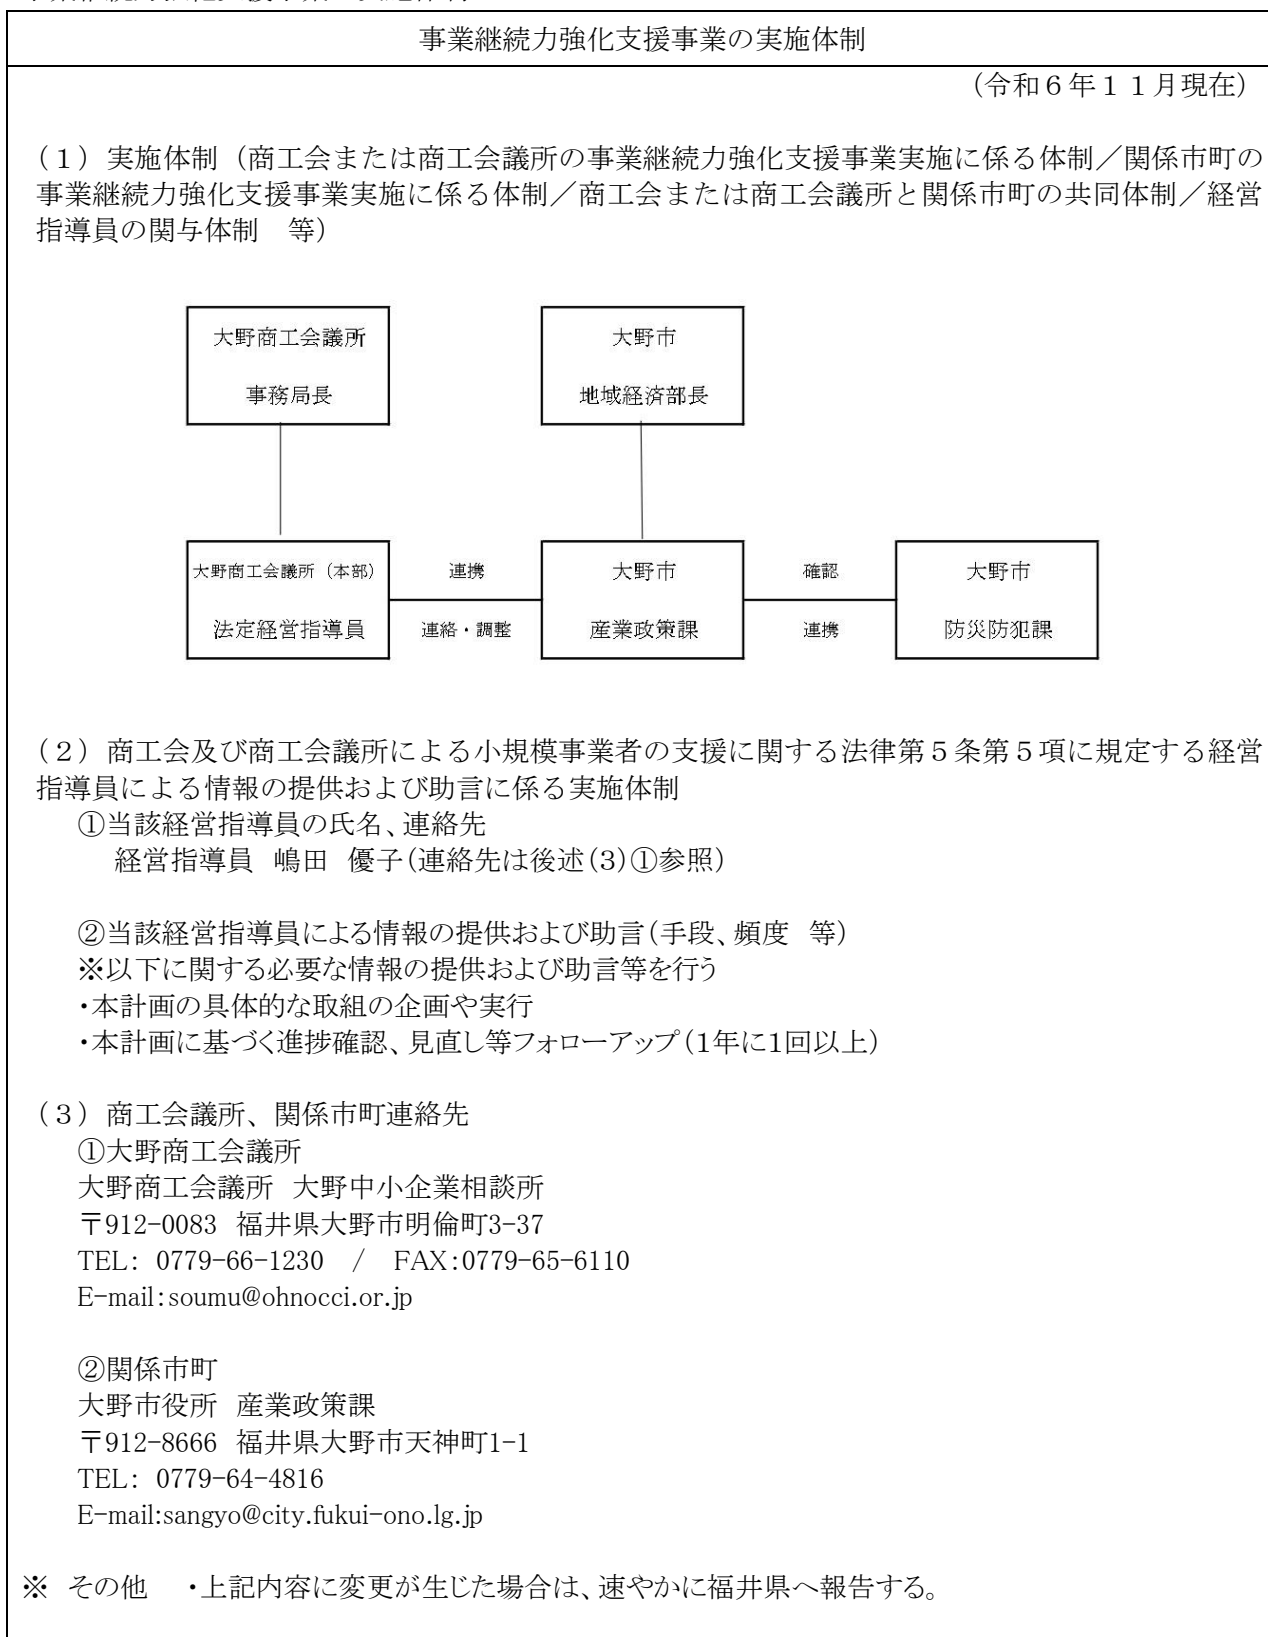 事業継続力強化支援事業の実施体制
（令和６年１１月現在）
（１）実施体制（商工会または商工会議所の事業継続力強化支援事業実施に係る体制／関係市町の
事業継続力強化支援事業実施に係る体制／商工会または商工会議所と関係市町の共同体制／経営
指導員の関与体制　等）
大野商工会議所
事務局長
大野市
地域経済部長
大野商工会議所（本部）
法定経営指導員
連携
連絡・調整
大野市
産業政策課
確認
連携
大野市
防災防犯課
（２）商工会及び商工会議所による小規模事業者の支援に関する法律第５条第５項に規定する経営
指導員による情報の提供および助言に係る実施体制
①当該経営指導員の氏名、連絡先
経営指導員　嶋田　優子（連絡先は後述（3）①参照）
②当該経営指導員による情報の提供および助言（手段、頻度　等）
※以下に関する必要な情報の提供および助言等を行う
・本計画の具体的な取組の企画や実行
・本計画に基づく進捗確認、見直し等フォローアップ（1年に1回以上）
（３）商工会議所、関係市町連絡先
①大野商工会議所
大野商工会議所　大野中小企業相談所
〒912-0083　福井県大野市明倫町3-37
TEL： 0779-66-1230　/　FAX：0779-65-6110
E-mail：soumu@ohnocci.or.jp
②関係市町
大野市役所　産業政策課
〒912-8666　福井県大野市天神町1-1
TEL： 0779-64-4816
E-mail:sangyo@city.fukui-ono.lg.jp
※　その他　・上記内容に変更が生じた場合は、速やかに福井県へ報告する。